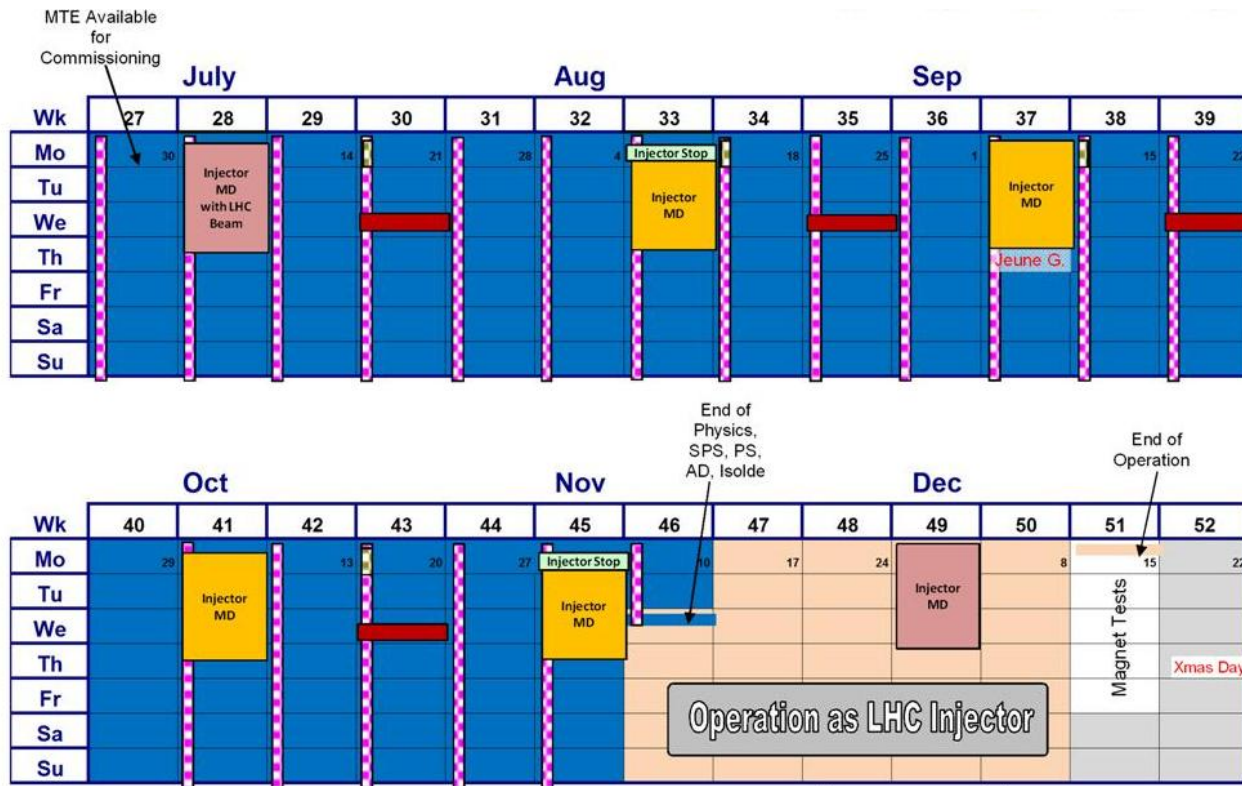 MTE Available
for
Commissioning
July Aug Sep
Wk 27 28 29 30 31 32 33 34 35 36 37 38 39
Mo 30 14 21 28 4 Injector Stop 18 25 1 15 22
Tu
We
Th
Fr
Sa
Su
Injector
MD
with LHC
Beam
Injector
MD
Injector
MD
Jeune G.
End of
Physics,
SPS, PS,
AD, Isolde
End of
Operation
Oct Nov Dec
Wk 40 41 42 43 44 45 46 47 48 49 50 51 52
Mo 29 13 20 27 Injector Stop 10 17 24 8 15 22
Tu
We
Th
Fr
Sa
Su
Injector
MD
Injector
MD
Injector
MD
Magnet Tests
Xmas Day
Operation as LHC Injector